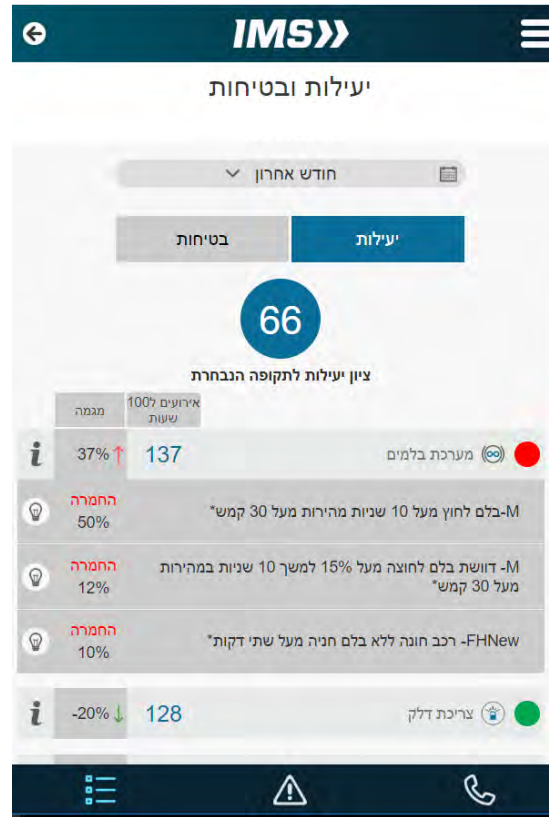 IMS
יעילות ובטיחות
חודש אחרון
יעילות
בטיחות
66
ציון יעילות לתקופה הנבחרת
אירועים ל100
שעות
מגמה
מערכת בלמים
137
37%
M-בלם לחוץ מעל 10 שניות מהירות מעל 30 קמש*
החמרה
50%
M- דוושת בלם לחוצה מעל 15% למשך 10 שניות במהירות
מעל 30 קמש*
החמרה
12%
FHNew- רכב חונה ללא בלם חניה מעל שתי דקות*
החמרה
10%
צריכת דלק
128
-20%